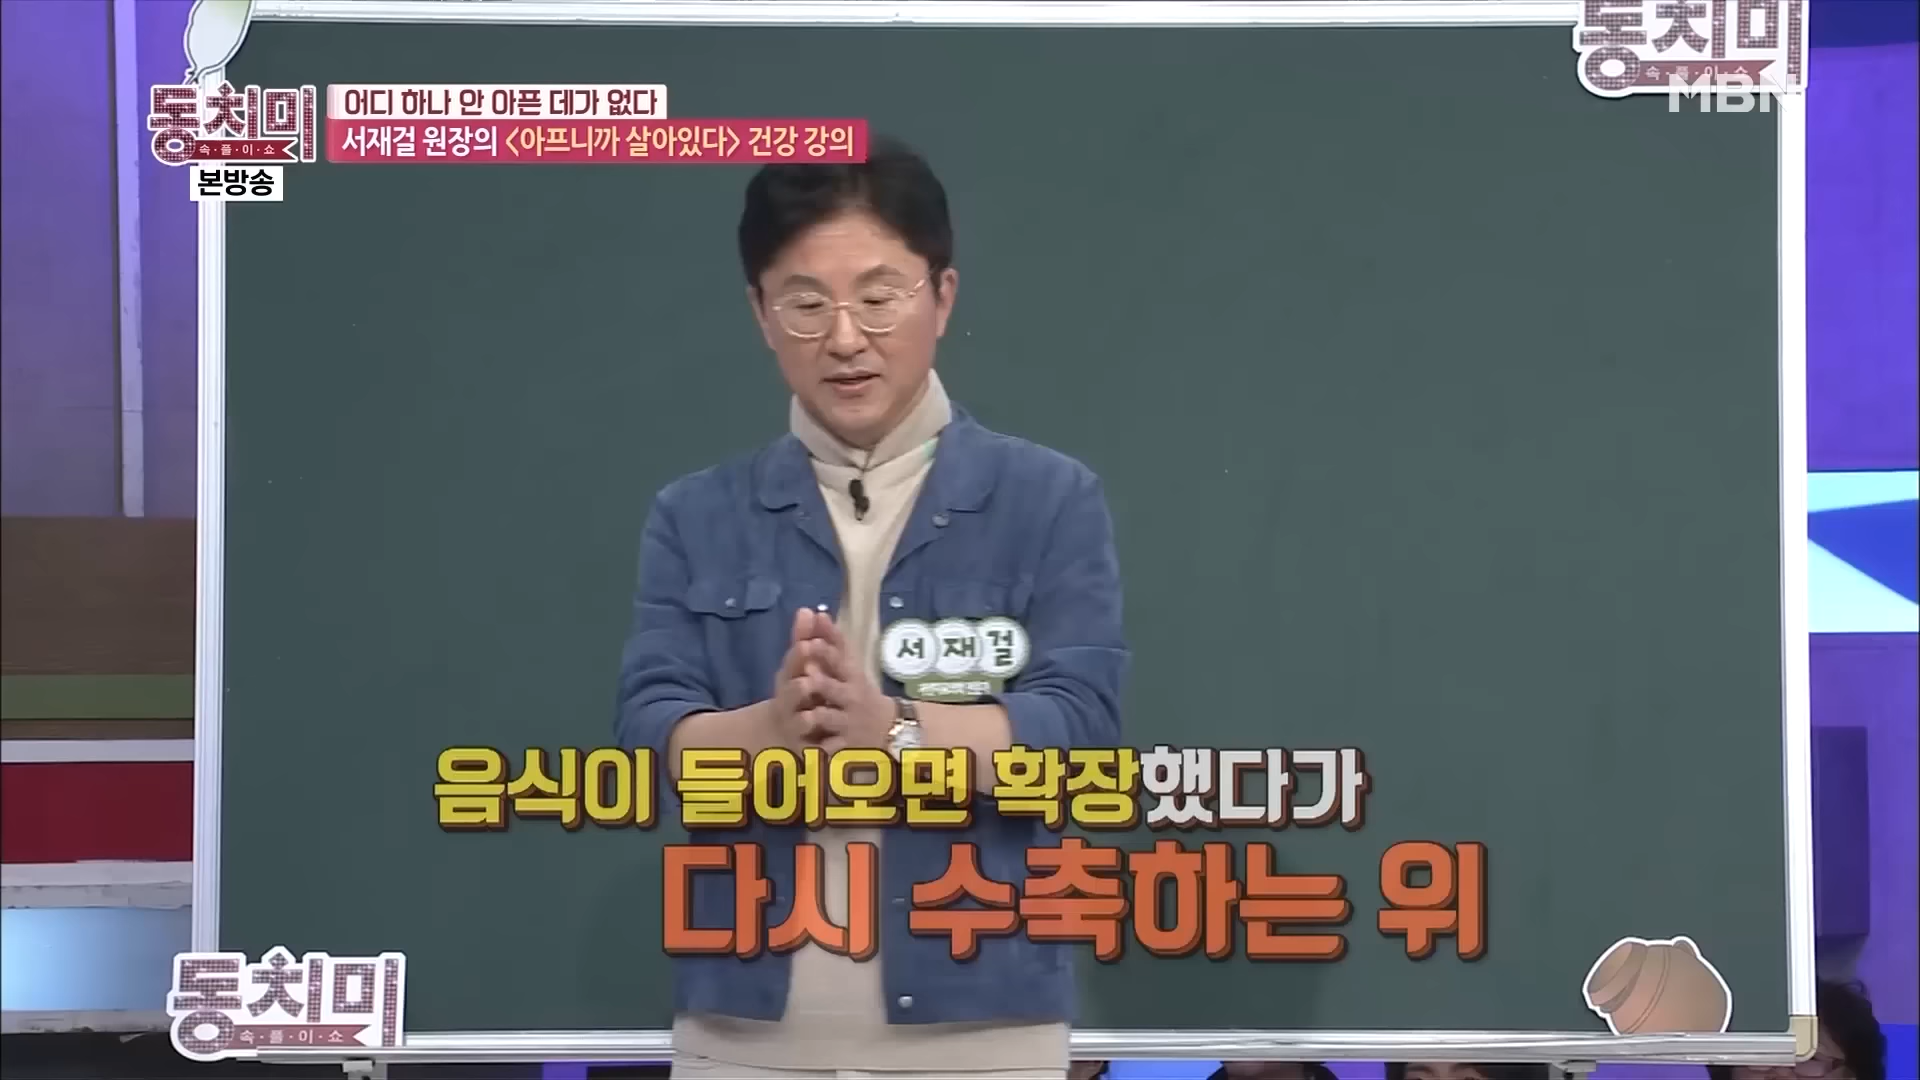 동치미
속·플·이·쇼
MBN
동치미
속·플·이·쇼
본방송
어디 하나 안 아픈 데가 없다
서재걸 원장의 <아프니까 살아있다> 건강 강의
서재걸
음식이 들어오면 확장했다가
다시 수축하는 위
동치미
속·플·이·쇼